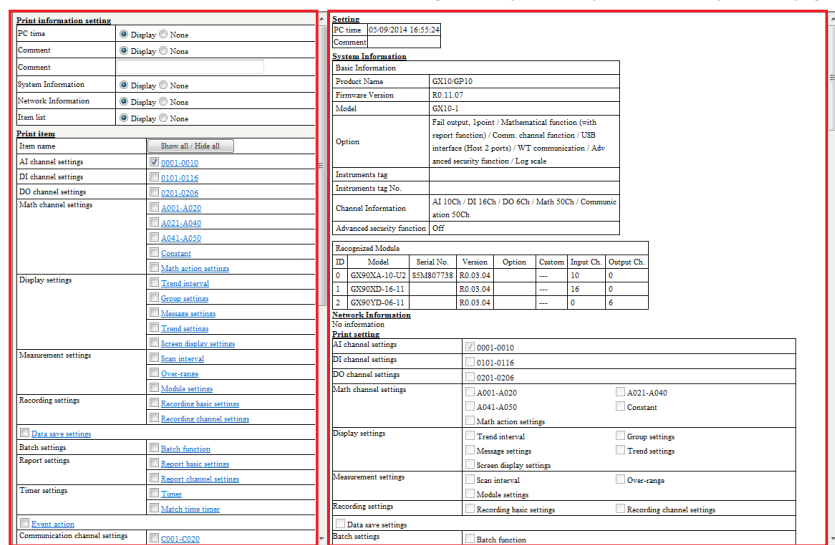 Print information setting
PC time Display None
Comment Display None
Comment
System Information Display None
Network Information Display None
Item list Display None
Print item
Item name Show all / Hide all
AI channel settings 0001-0010
DI channel settings 0101-0116
DO channel settings 0201-0206
Math channel settings A001-A020
A021-A040
A041-A050
Constant
Math action settings
Display settings Trend interval
Group settings
Message settings
Trend settings
Screen display settings
Measurement settings Scan interval
Over-range
Module settings
Recording settings Recording basic settings
Recording channel settings
Data save settings
Batch settings Batch function
Report settings Report basic settings
Report channel settings
Timer settings Timer
Match time timer
Event action
Communication channel settings C001-C020
Setting
PC time 05/09/2014 16:55:24
Comment
System Information
Basic Information
Product Name GX10/GP10
Firmware Version R0.11.07
Model GX10-1
Option Fail output, 1point / Mathematical function (with
report function) / Comm. channel function / USB
interface (Host 2 ports) / WT communication / Adv
anced security function / Log scale
Instruments tag
Instruments tag No.
Channel Information AI 10Ch / DI 16Ch / DO 6Ch / Math 50Ch / Communic
ation 50Ch
Advanced security function Off
Recognized Module
ID Model Serial No. Version Option Custom Input Ch. Output Ch.
0 GX90XA-10-U2 S5M807738 R0.03.04 --- 10 0
1 GX90XD-16-11 R0.03.04 --- 16 0
2 GX90YD-06-11 R0.03.04 --- 0 6
Network Information
No information
Print setting
AI channel settings 0001-0010
DI channel settings 0101-0116
DO channel settings 0201-0206
Math channel settings A001-A020 A021-A040
A041-A050 Constant
Math action settings
Display settings Trend interval Group settings
Message settings Trend settings
Screen display settings
Measurement settings Scan interval Over-range
Module settings
Recording settings Recording basic settings Recording channel settings
Data save settings
Batch settings Batch function